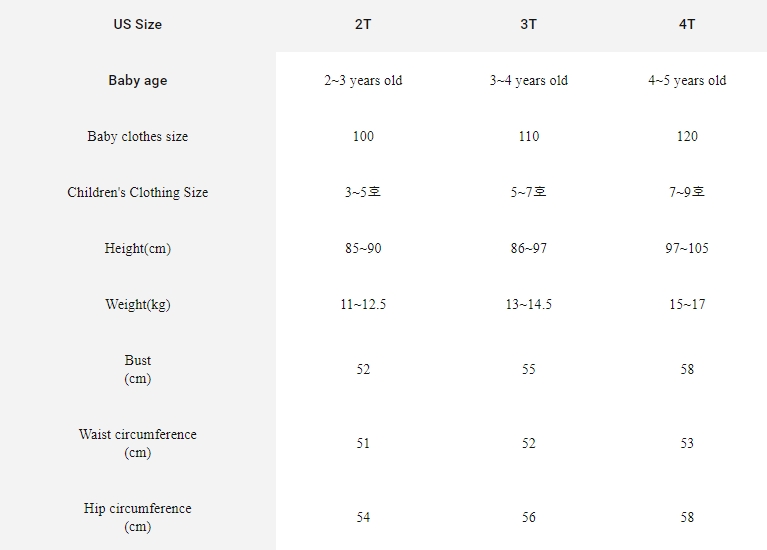 US Size 2T 3T 4T
Baby age 2~3 years old 3~4 years old 4~5 years old
Baby clothes size 100 110 120
Children's Clothing Size 3~5호 5~7호 7~9호
Height(cm) 85~90 86~97 97~105
Weight(kg) 11~12.5 13~14.5 15~17
Bust
(cm) 52 55 58
Waist circumference
(cm) 51 52 53
Hip circumference
(cm) 54 56 58